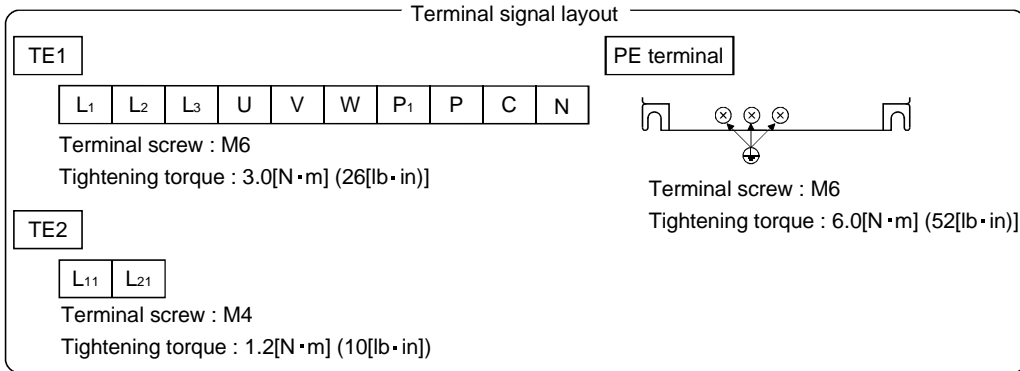 Terminal signal layout
TE1
L1 L2 L3 U V W P1 P C N
Terminal screw : M6
Tightening torque : 3.0[N·m] (26[lb·in)]
TE2
L11 L21
Terminal screw : M4
Tightening torque : 1.2[N·m] (10[lb·in])
PE terminal
Terminal screw : M6
Tightening torque : 6.0[N·m] (52[lb·in)]